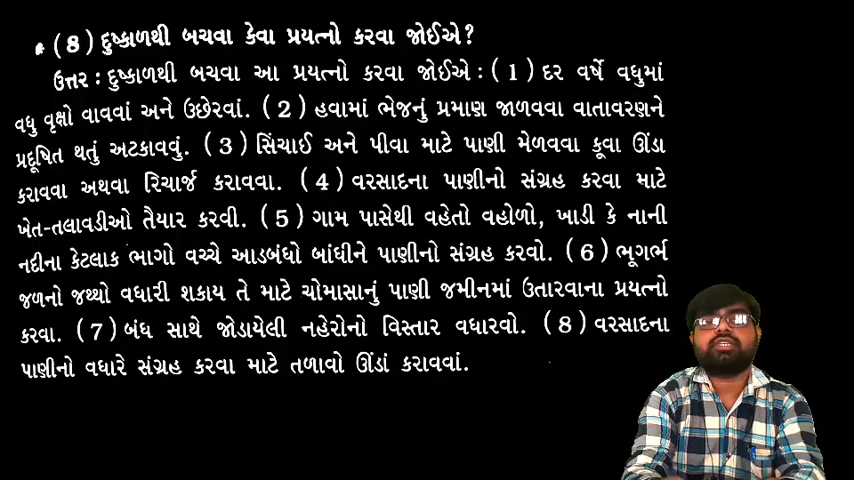 (8) દુષ્કાળથી બચવા કેવા પ્રયત્નો કરવા જોઈએ?
ઉત્તર : દુષ્કાળથી બચવા આ પ્રયત્નો કરવા જોઈએ : (1) દર વર્ષે વધુમાં
વધુ વૃક્ષો વાવવાં અને ઉછેરવાં. (2) હવામાં ભેજનું પ્રમાણ જાળવવા વાતાવરણને
પ્રદૂષિત થતું અટકાવવું. (3) સિંચાઈ અને પીવા માટે પાણી મેળવવા કૂવા ઊંડા
કરાવવા અથવા રિચાર્જ કરાવવા. (4) વરસાદના પાણીનો સંગ્રહ કરવા માટે
ખેત-તલાવડીઓ તૈયાર કરવી. (5) ગામ પાસેથી વહેતો વહોળો, ખાડી કે નાની
નદીના કેટલાક ભાગો વચ્ચે આડબંધો બાંધીને પાણીનો સંગ્રહ કરવો. (6) ભૂગર્ભ
જળનો જથ્થો વધારી શકાય તે માટે ચોમાસાનું પાણી જમીનમાં ઉતારવાના પ્રયત્નો
કરવા. (7) બંધ સાથે જોડાયેલી નહેરોનો વિસ્તાર વધારવો. (8) વરસાદના
પાણીનો વધારે સંગ્રહ કરવા માટે તળાવો ઊંડાં કરાવવાં.